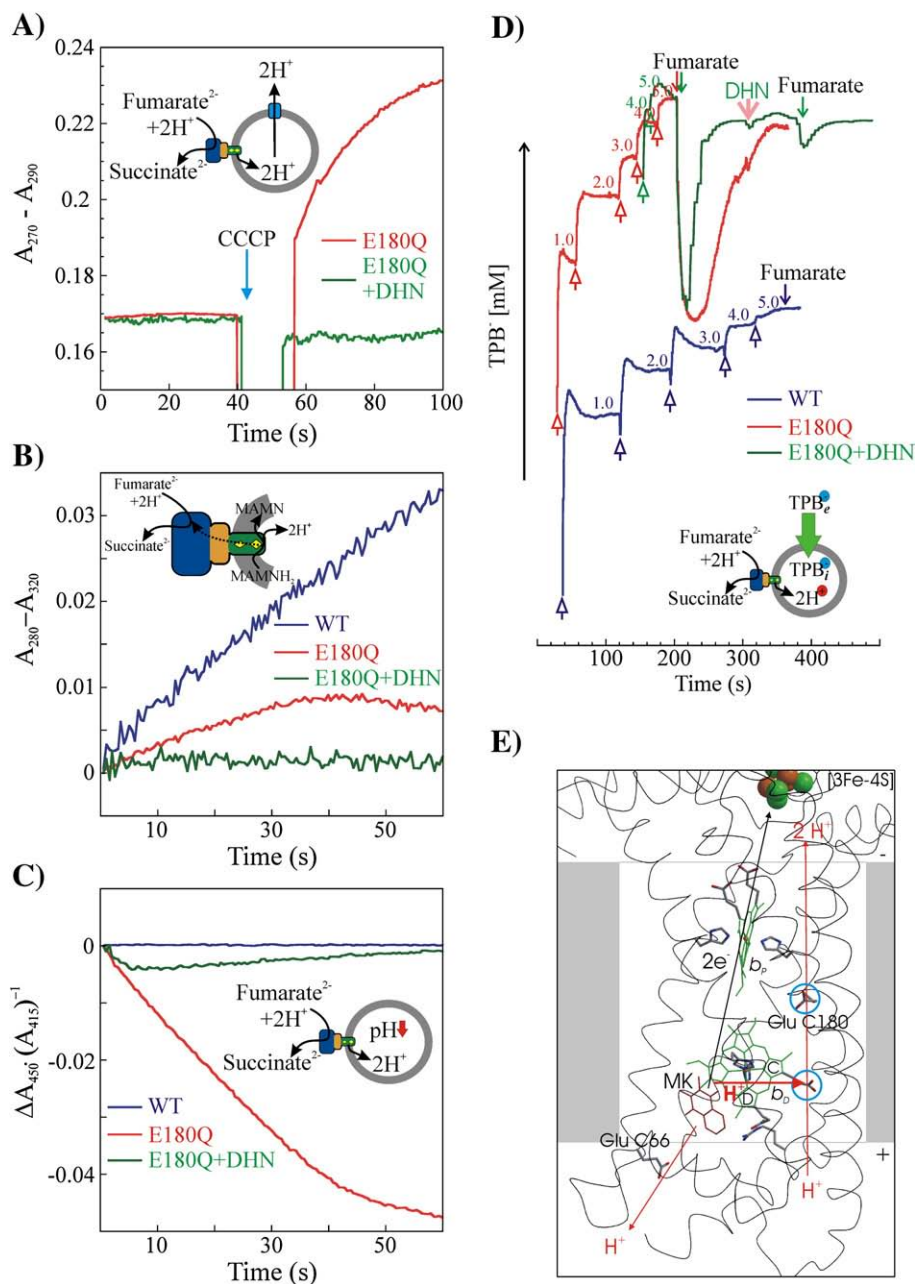 A)
0.24
0.22
0.2
0.18
0.16
A270 - A290
Fumarate2-
+2H+
Succinate2-
2H+
2H+
CCCP
E180Q
E180Q
+DHN
0
20
40
60
80
100
Time (s)
B)
0.03
0.02
0.01
0
A280–A320
Fumarate2-
+2H+
Succinate2-
MAMN
2H+
MAMNH2
WT
E180Q
E180Q+DHN
10
30
50
Time (s)
C)
0
-0.02
-0.04
ΔA450, (A415)-1
Fumarate2-
+2H+
Succinate2-
pH
2H+
WT
E180Q
E180Q+DHN
10
30
50
Time (s)
D)
TPB- [mM]
Fumarate
DHN
Fumarate
5.0
5.0
4.0
4.0
3.0
2.0
1.0
Fumarate
5.0
4.0
3.0
2.0
1.0
WT
E180Q
E180Q+DHN
TPBe
Fumarate2-
+2H+
TPBi
Succinate2-
2H
100
200
300
400
Time (s)
E)
[3Fe-4S]
2 H+
-
2e-
bP
Glu C180
MK
H+
C
D
bD
Glu C66
+
H+
H+